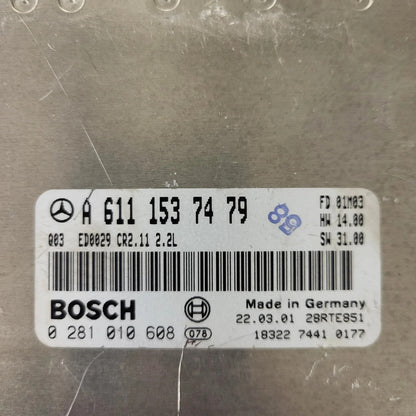 A 611 153 74 79
FD 01M03
HW 14.00
Q03 ED0029 CR2.11 2.2L
SW 31.00
BOSCH
Made in Germany
22.03.01 28RTE851
0 281 010 608 078
18322 7441 0177